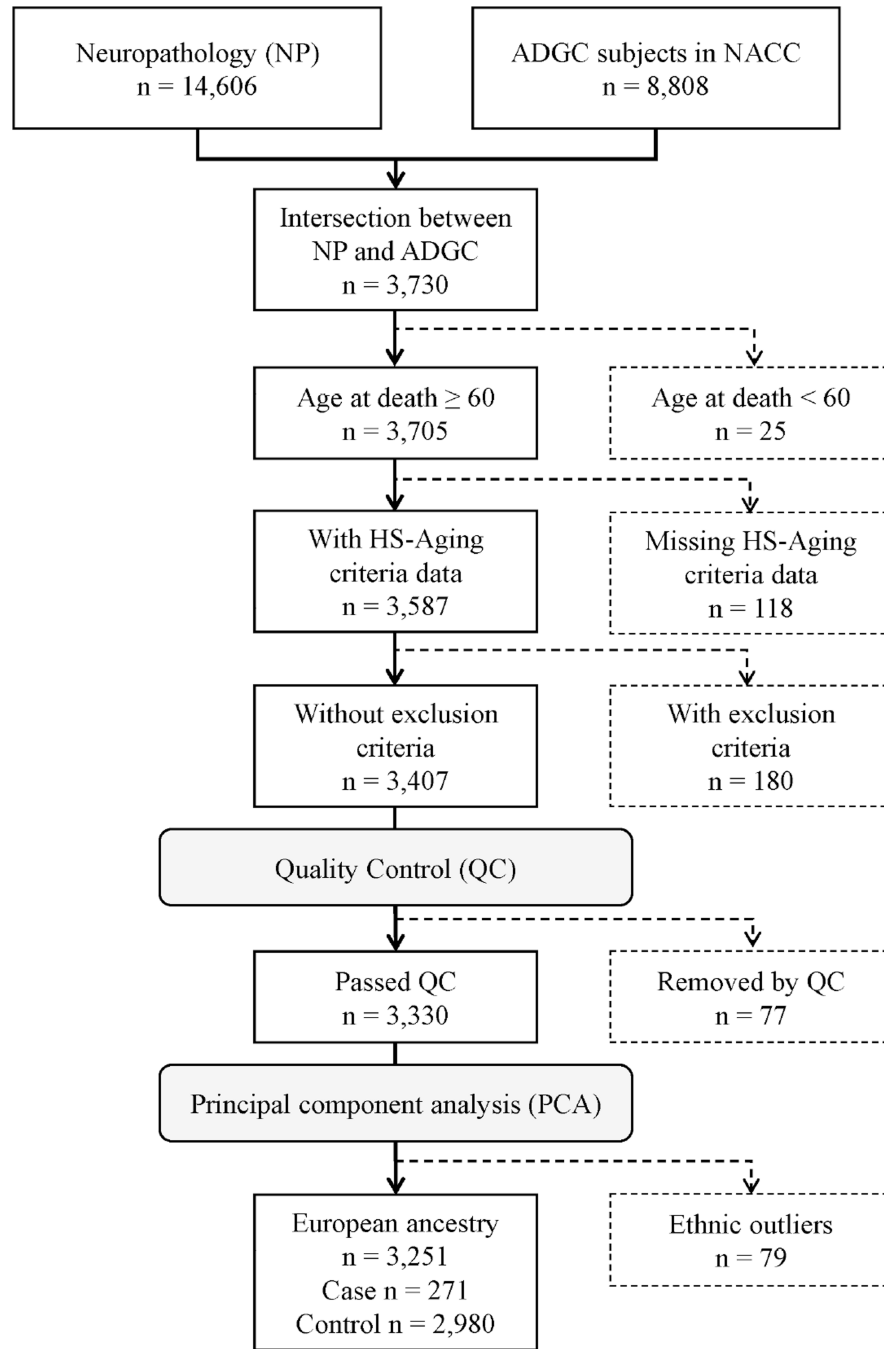 Neuropathology (NP)
n = 14,606
ADGC subjects in NACC
n = 8,808
Intersection between
NP and ADGC
n = 3,730
Age at death ≥ 60
n = 3,705
Age at death < 60
n = 25
With HS-Aging
criteria data
n = 3,587
Missing HS-Aging
criteria data
n = 118
Without exclusion
criteria
n = 3,407
With exclusion
criteria
n = 180
Quality Control (QC)
Passed QC
n = 3,330
Removed by QC
n = 77
Principal component analysis (PCA)
European ancestry
n = 3,251
Case n = 271
Control n = 2,980
Ethnic outliers
n = 79